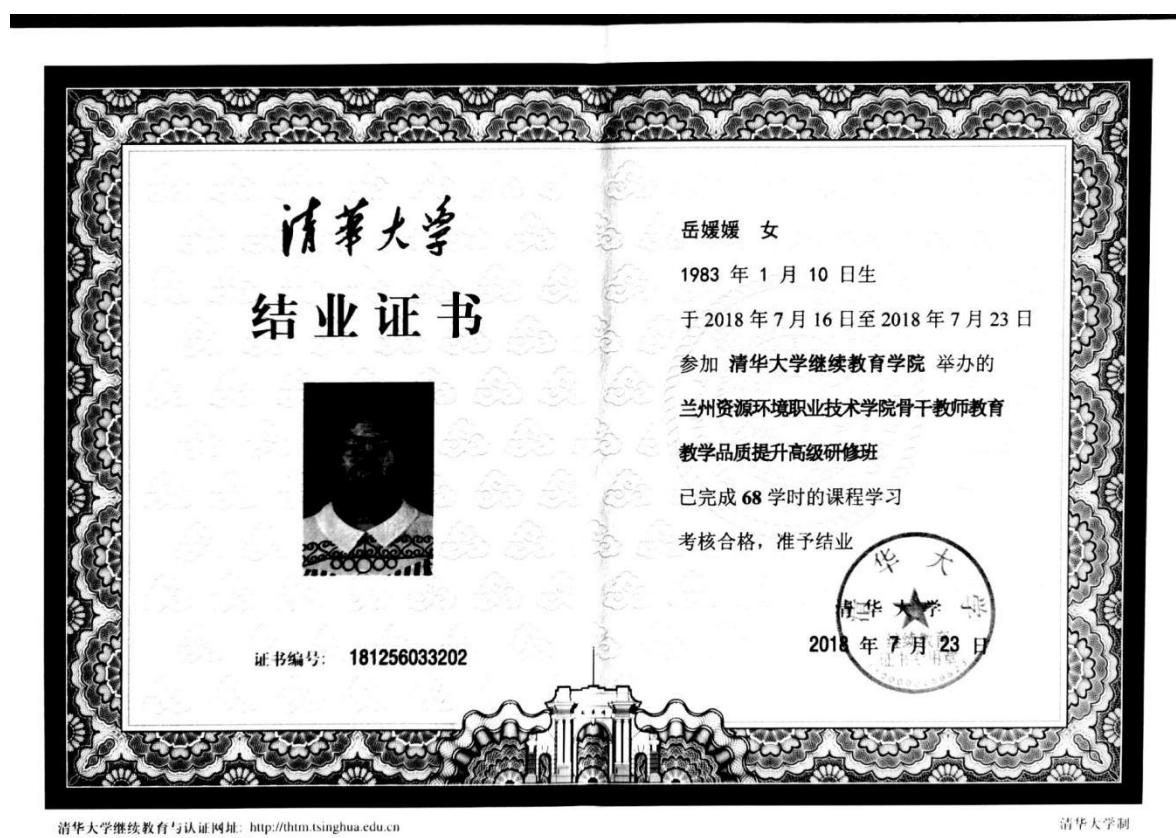 清华大学
结业证书
证书编号: 181256033202
岳媛媛 女
1983 年 1 月 10 日生
于 2018 年 7 月 16 日至 2018 年 7 月 23 日
参加 清华大学继续教育学院 举办的
兰州资源环境职业技术学院骨干教师教育
教学品质提升高级研修班
已完成 68 学时的课程学习
考核合格，准予结业
清华大学
2018 年 7 月 23 日
清华大学
清华大学继续教育与认证网址: http://thtm.tsinghua.edu.cn
清华大学制